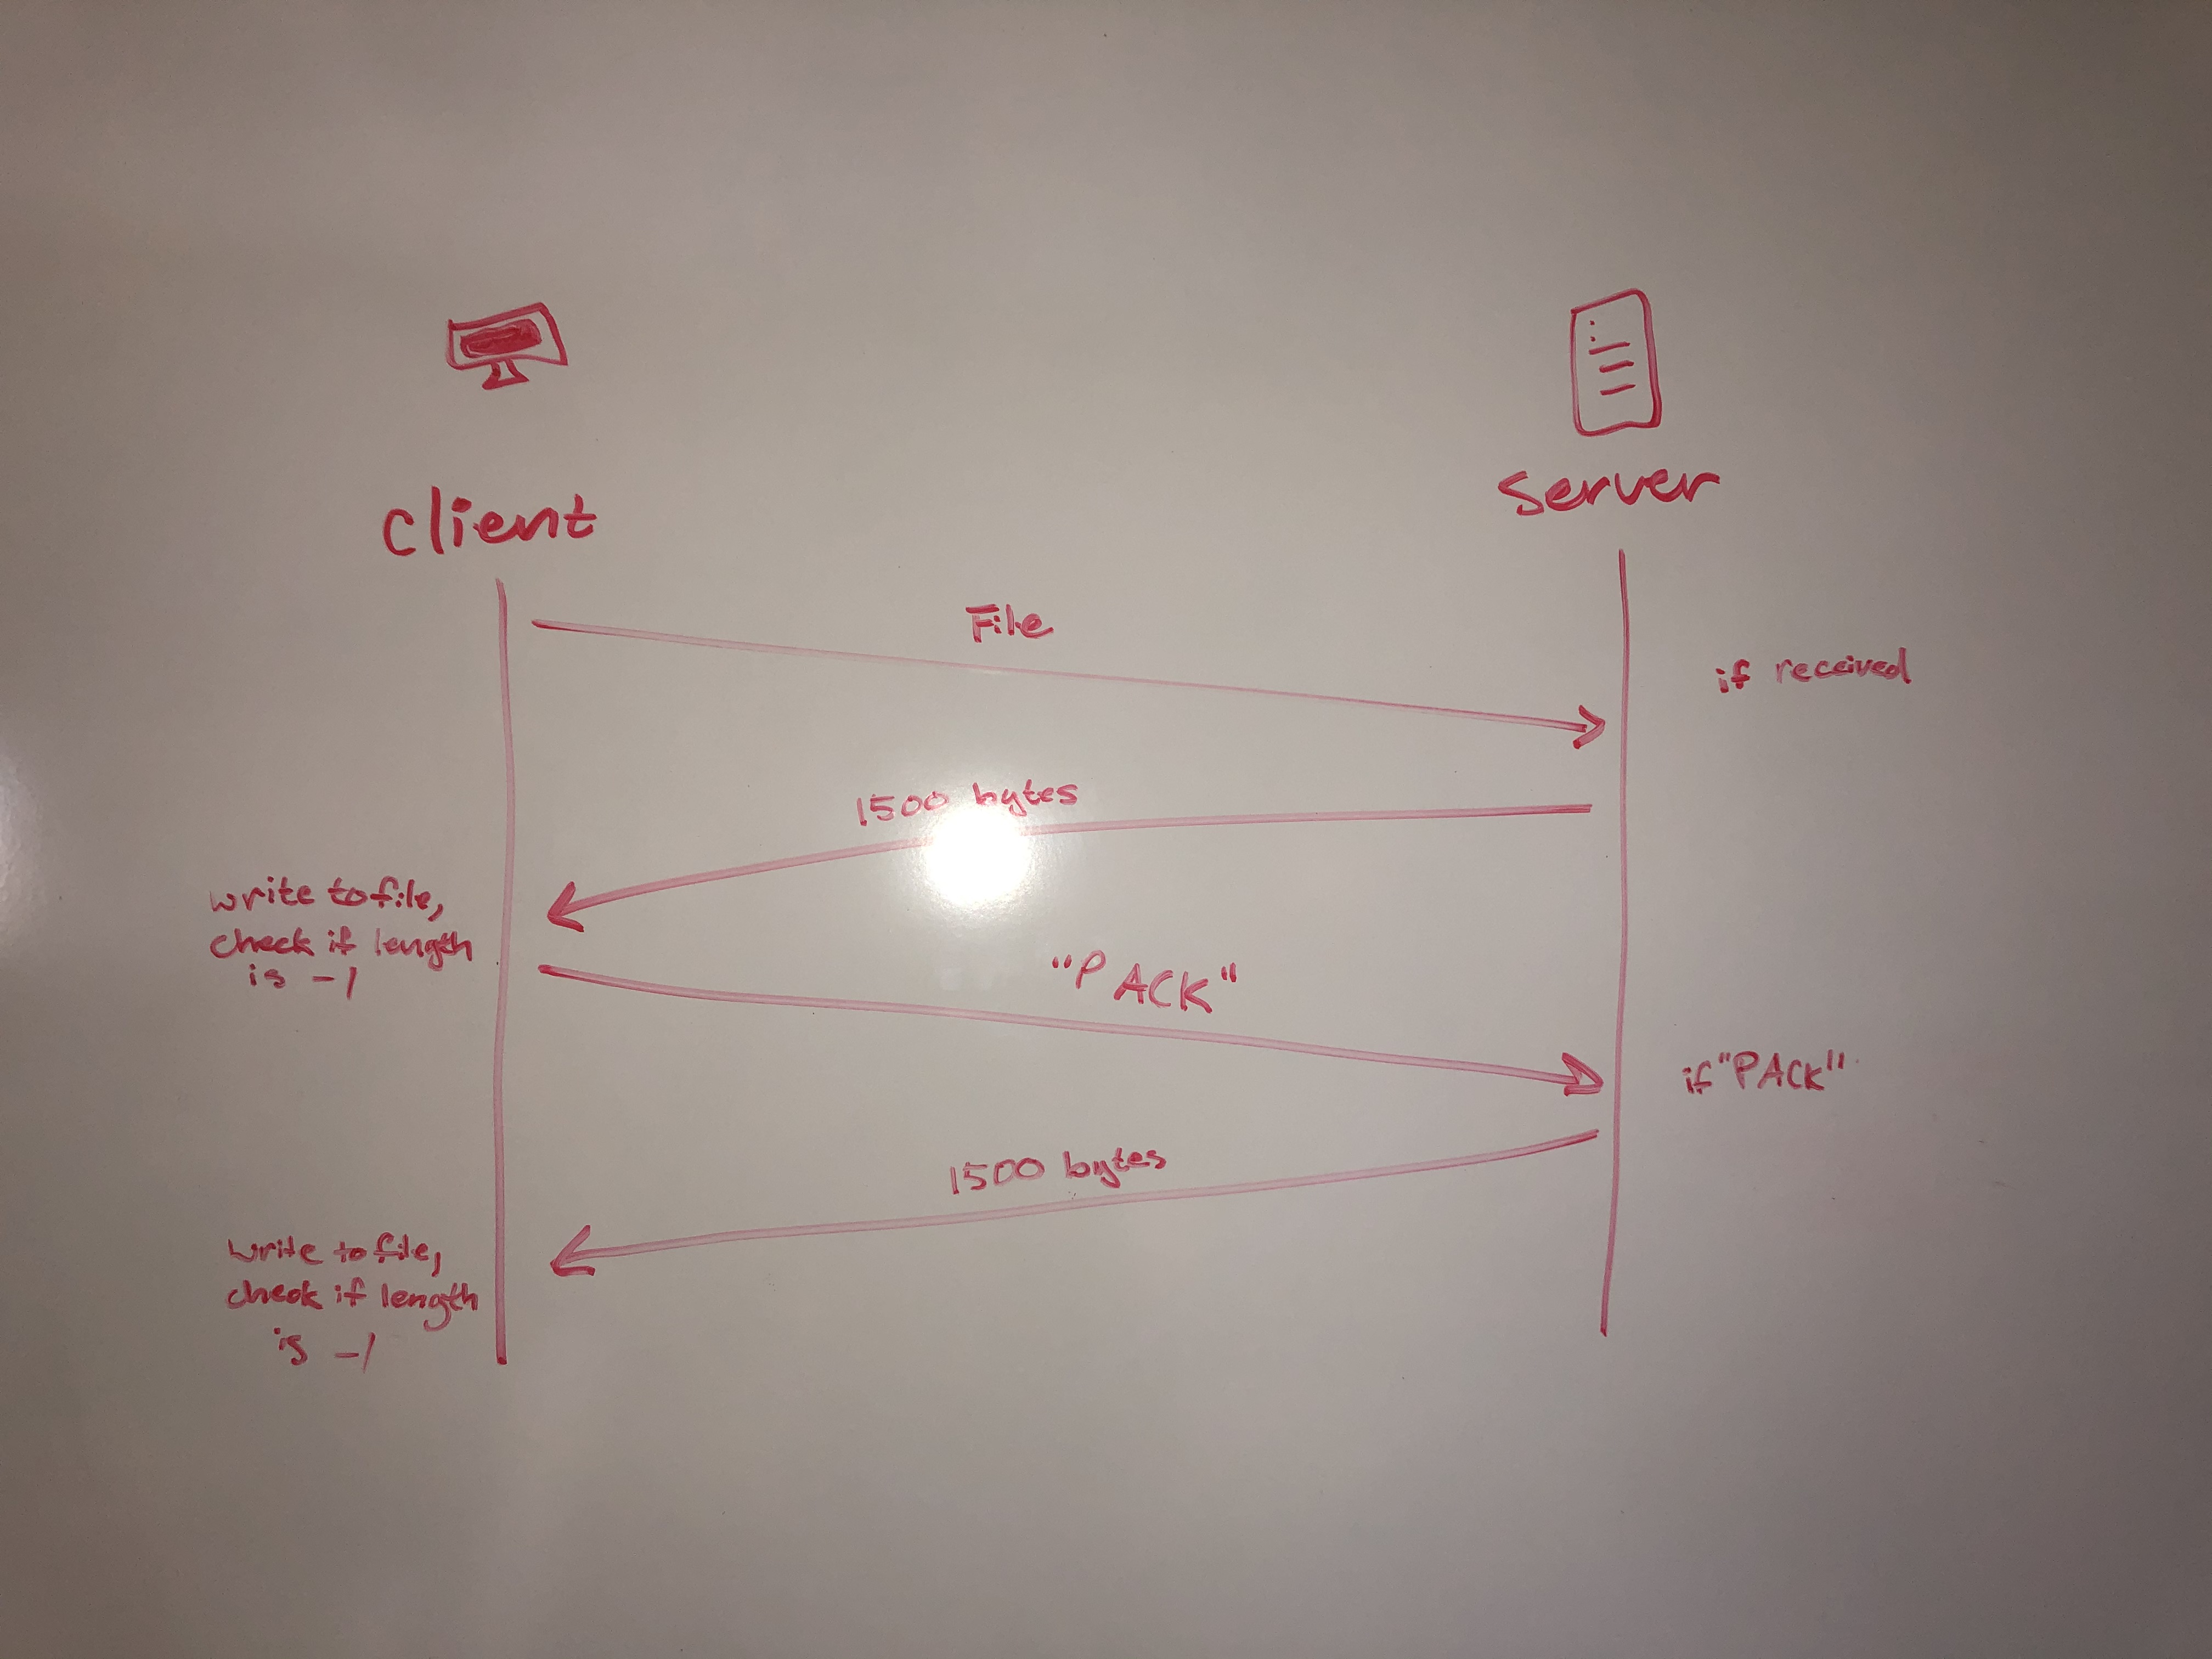 client
server
File
if received
1500 bytes
write to file,
check if length
is -1
"PACK"
if "PACK"
1500 bytes
write to file,
check if length
is -1